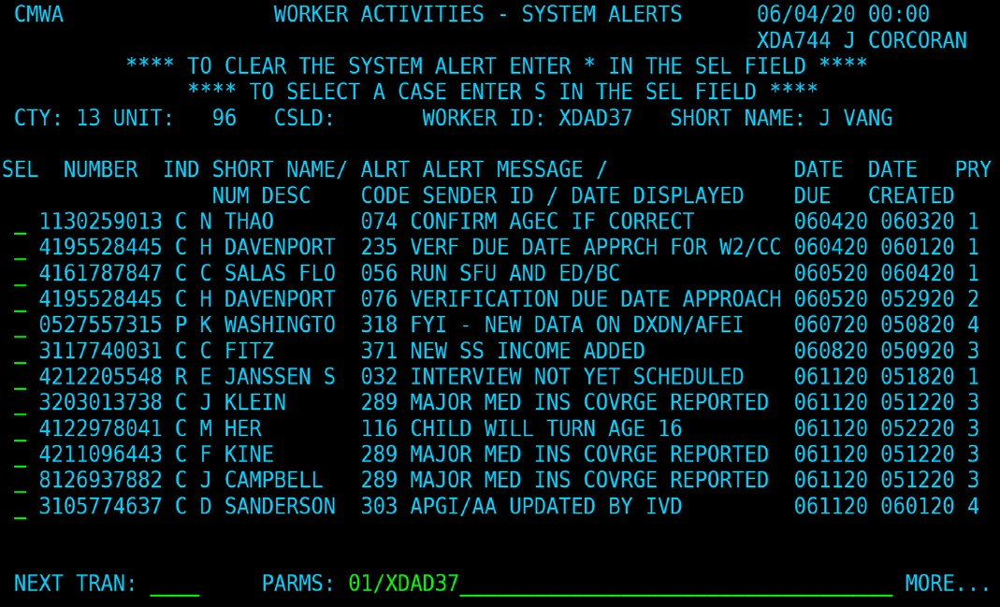 CMWA WORKER ACTIVITIES - SYSTEM ALERTS 06/04/20 00:00
XDA744 J CORCORAN
**** TO CLEAR THE SYSTEM ALERT ENTER * IN THE SEL FIELD ****
**** TO SELECT A CASE ENTER S IN THE SEL FIELD ****
CTY: 13 UNIT: 96 CSLD: WORKER ID: XDAD37 SHORT NAME: J VANG
SEL NUMBER IND SHORT NAME/ ALRT ALERT MESSAGE / DATE DATE PRY
NUM DESC CODE SENDER ID / DATE DISPLAYED DUE CREATED
_ 1130259013 C N THAO 074 CONFIRM AGEC IF CORRECT 060420 060320 1
_ 4195528445 C H DAVENPORT 235 VERF DUE DATE APPRCH FOR W2/CC 060420 060120 1
_ 4161787847 C C SALAS FLO 056 RUN SFU AND ED/BC 060520 060420 1
_ 4195528445 C H DAVENPORT 076 VERIFICATION DUE DATE APPROACH 060520 052920 2
_ 0527557315 P K WASHINGTO 318 FYI - NEW DATA ON DXDN/AFEI 060720 050820 4
_ 3117740031 C C FITZ 371 NEW SS INCOME ADDED 060820 050920 3
_ 4212205548 R E JANSSEN S 032 INTERVIEW NOT YET SCHEDULED 061120 051820 1
_ 3203013738 C J KLEIN 289 MAJOR MED INS COVRGE REPORTED 061120 051220 3
_ 4122978041 C M HER 116 CHILD WILL TURN AGE 16 061120 052220 3
_ 4211096443 C F KINE 289 MAJOR MED INS COVRGE REPORTED 061120 051220 3
_ 8126937882 C J CAMPBELL 289 MAJOR MED INS COVRGE REPORTED 061120 051220 3
_ 3105774637 C D SANDERSON 303 APGI/AA UPDATED BY IVD 061120 060120 4
NEXT TRAN: ____ PARMS: 01/XDAD37___________________________________ MORE...